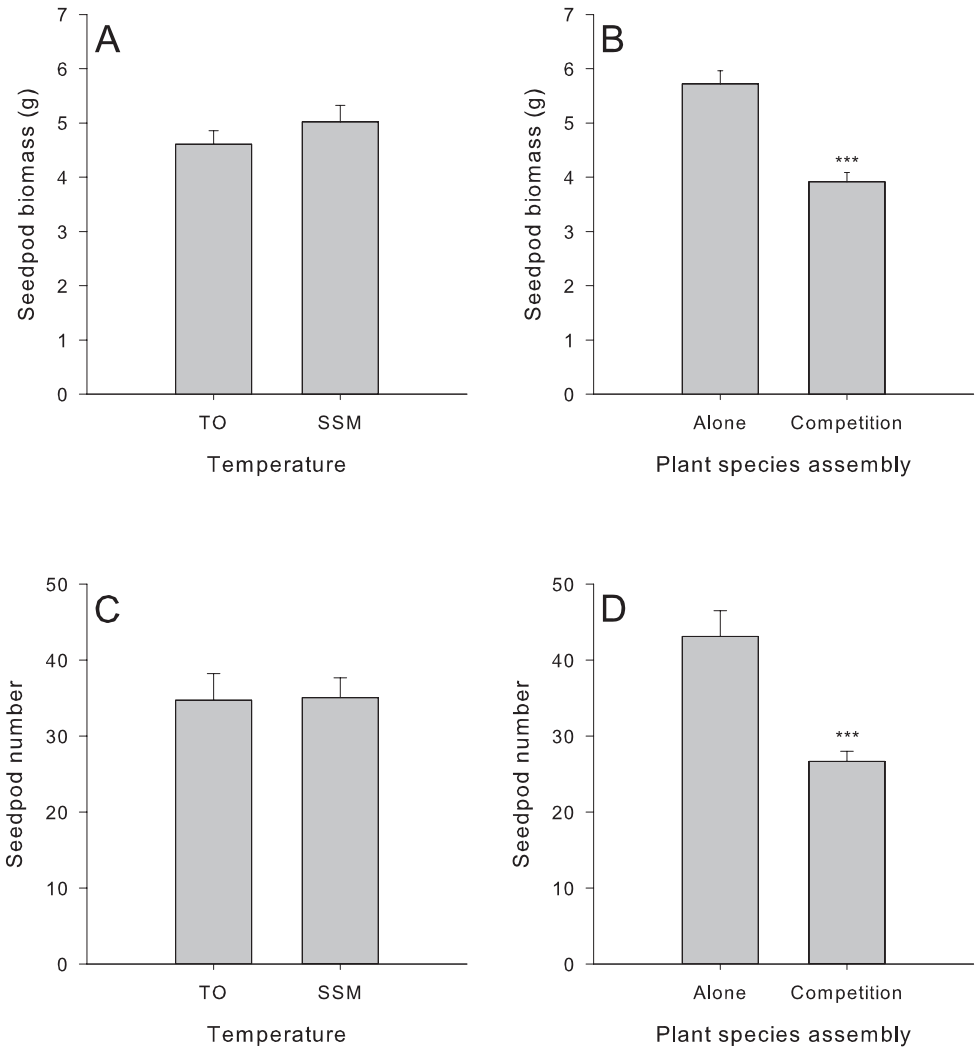 A
Seedpod biomass (g)
7
6
5
4
3
2
1
0
TO SSM
Temperature
B
Seedpod biomass (g)
7
6
5
4
3
2
1
0
***
Alone Competition
Plant species assembly
C
Seedpod number
50
40
30
20
10
0
TO SSM
Temperature
D
Seedpod number
50
40
30
20
10
0
***
Alone Competition
Plant species assembly